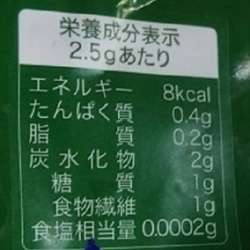 栄養成分表示
2.5gあたり
エネルギー 8kcal
たんぱく質 0.4g
脂質 0.2g
炭水化物 2g
糖質 1g
食物繊維 1g
食塩相当量 0.0002g